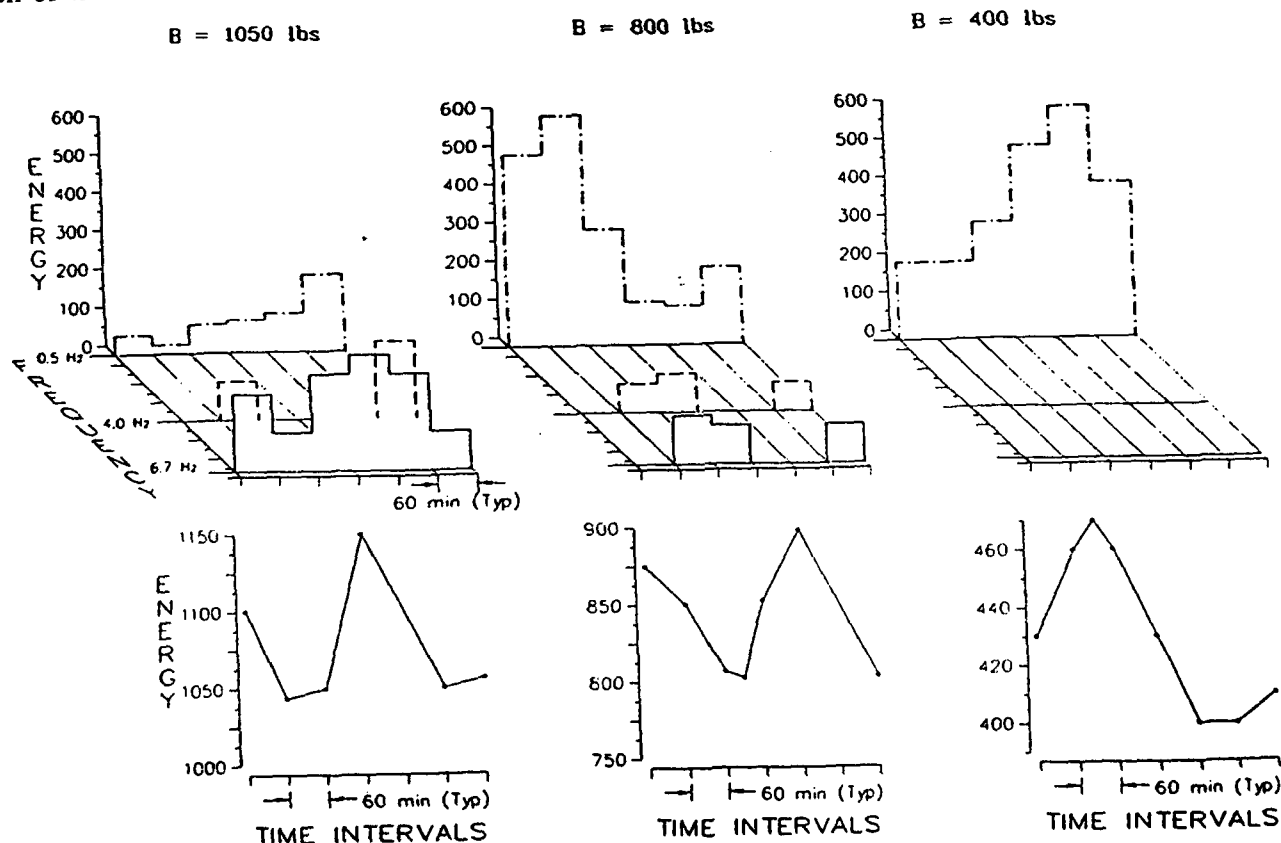 B = 1050 lbs
B = 800 lbs
B = 400 lbs
600
500
400
300
200
100
0
ENERGY
600
500
400
300
200
100
0
600
500
400
300
200
100
0
0.5 Hz
4.0 Hz
6.7 Hz
60 min (Typ)
1150
1100
1050
1000
ENERGY
60 min (Typ)
TIME INTERVALS
900
850
800
750
60 min (Typ)
TIME INTERVALS
460
430
420
400
60 min (Typ)
TIME INTERVALS